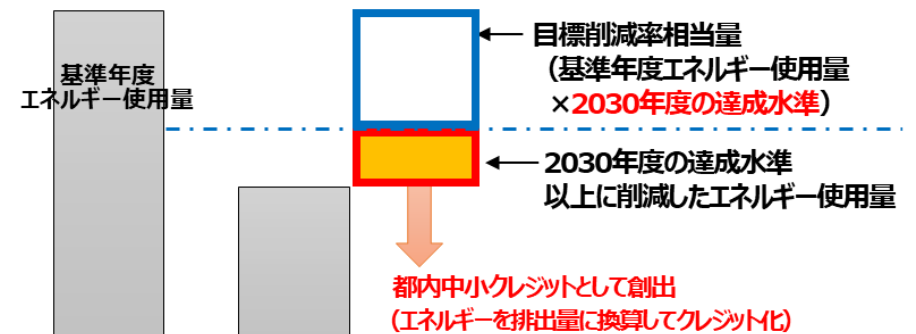 基準年度
エネルギー使用量
目標削減率相当量
(基準年度エネルギー使用量
×2030年度の達成水準)
2030年度の達成水準
以上に削減したエネルギー使用量
都内中小クレジットとして創出
(エネルギーを排出量に換算してクレジット化)